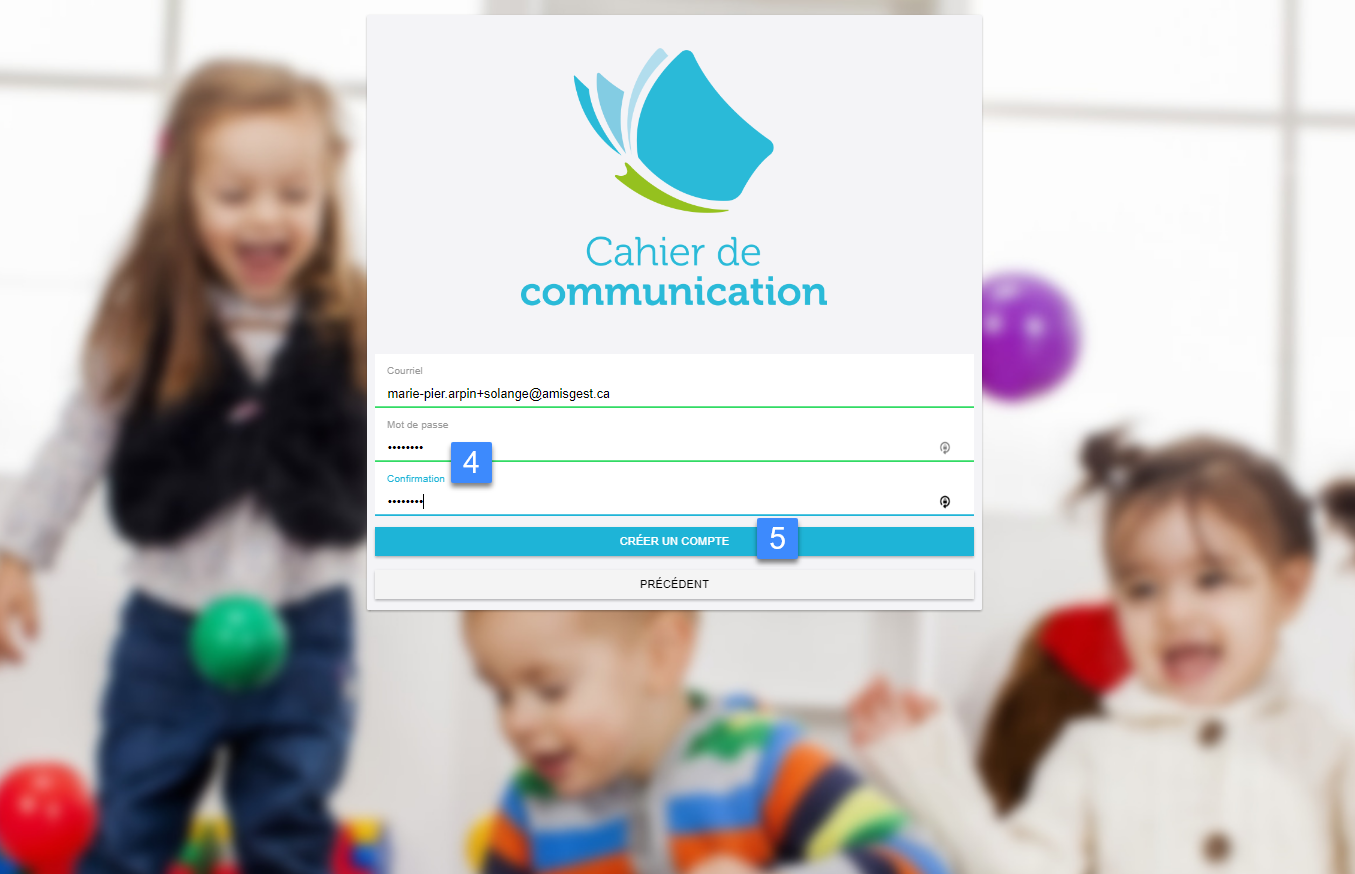 Cahier de
communication
Courriel
marie-pier.arpin+solange@amisgest.ca
Mot de passe
••••••••
4
Confirmation
••••••••
CRÉER UN COMPTE
5
PRÉCÉDENT